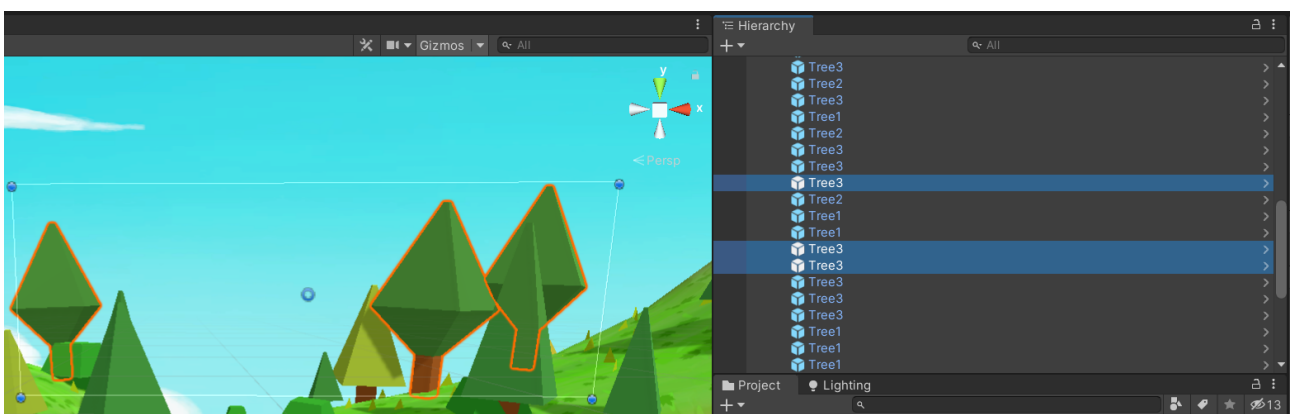 Hierarchy
Gizmos
All
All
y
x
Persp
Tree3
Tree2
Tree3
Tree1
Tree2
Tree3
Tree3
Tree3
Tree2
Tree1
Tree1
Tree3
Tree3
Tree3
Tree3
Tree3
Tree1
Tree1
Tree1
Project
Lighting
13